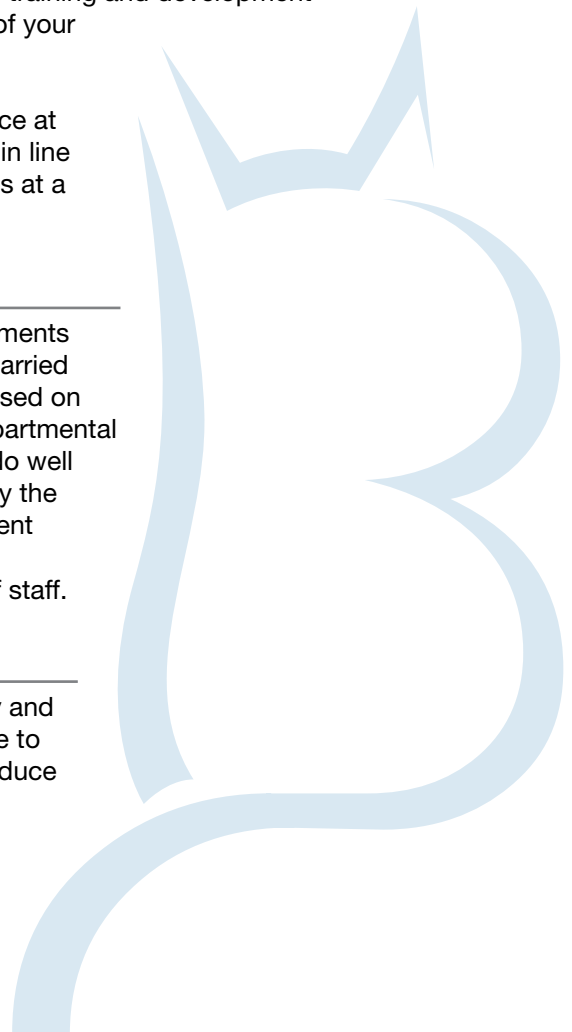 training and development
of your
ce at
in line
s at a
ments
arried
sed on
partmental
lo well
y the
ent
f staff.
y and
e to
duce